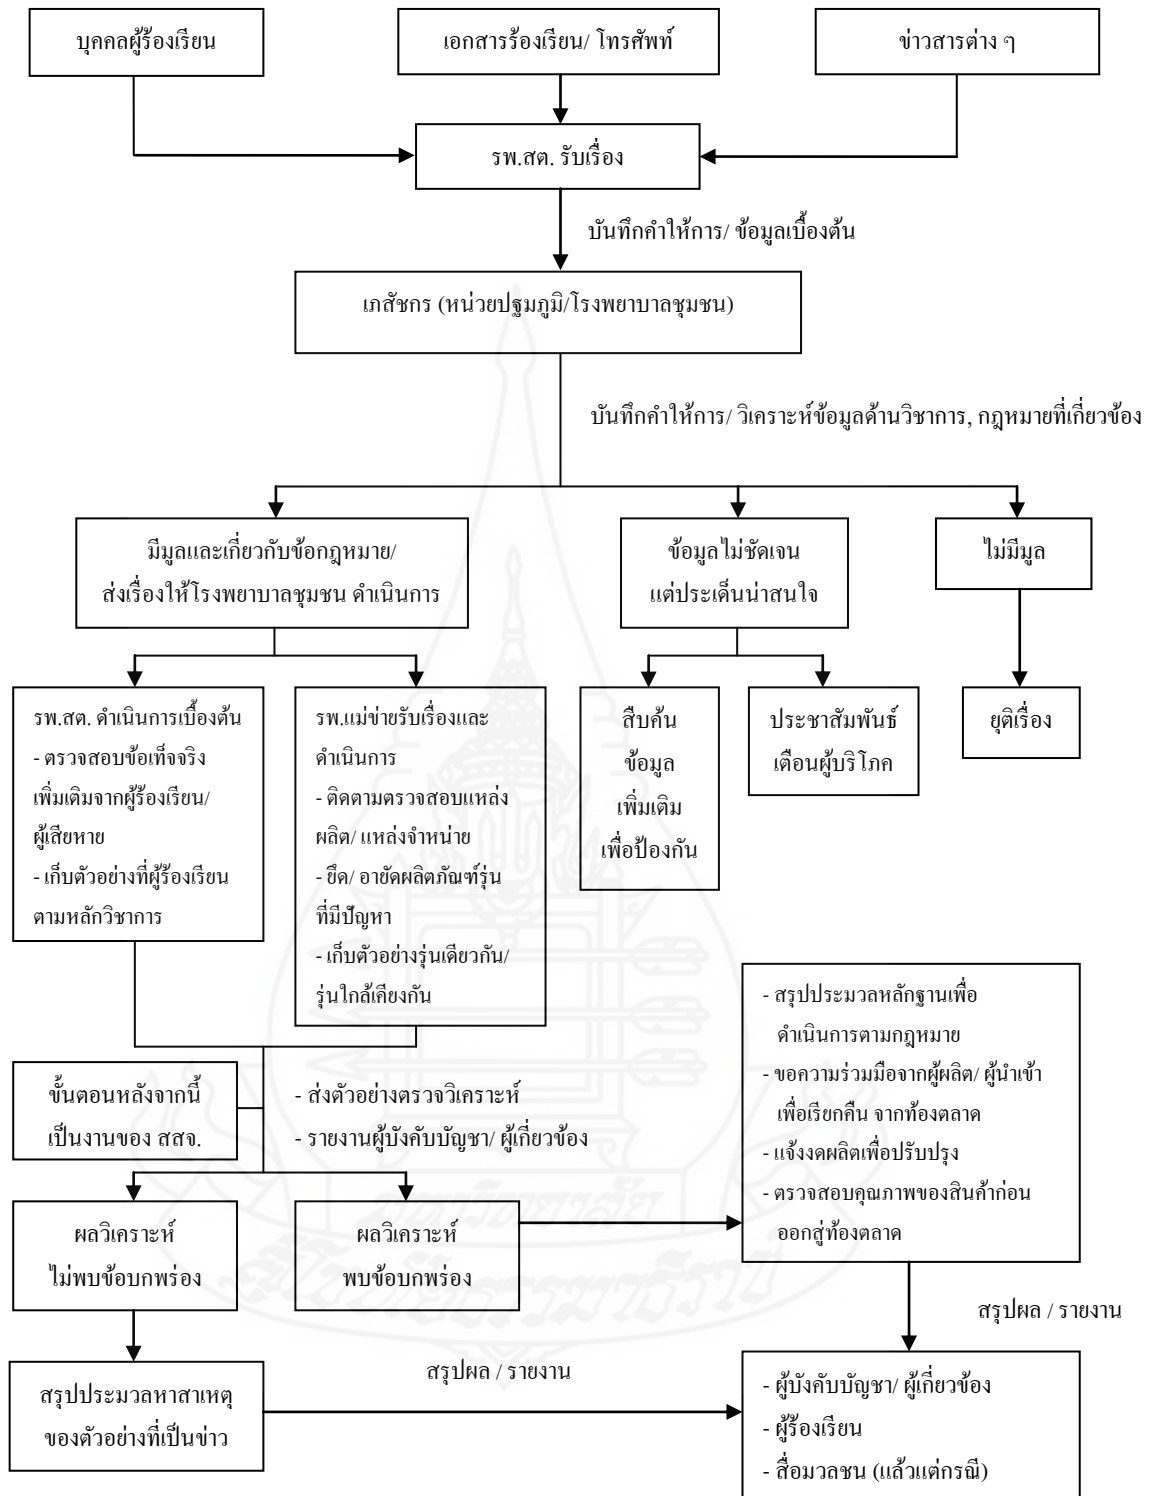 บุคคลผู้ร้องเรียน
เอกสารร้องเรียน/ โทรศัพท์
ข่าวสารต่าง ๆ
รพ.สต. รับเรื่อง
บันทึกคำให้การ/ ข้อมูลเบื้องต้น
เภสัชกร (หน่วยปฐมภูมิ/โรงพยาบาลชุมชน)
บันทึกคำให้การ/ วิเคราะห์ข้อมูลด้านวิชาการ, กฎหมายที่เกี่ยวข้อง
มีมูลและเกี่ยวกับข้อกฎหมาย/
ส่งเรื่องให้โรงพยาบาลชุมชน ดำเนินการ
ข้อมูลไม่ชัดเจน
แต่ประเด็นน่าสนใจ
ไม่มีมูล
รพ.สต. ดำเนินการเบื้องต้น
- ตรวจสอบข้อเท็จจริง
เพิ่มเติมจากผู้ร้องเรียน/
ผู้เสียหาย
- เก็บตัวอย่างที่ผู้ร้องเรียน
ตามหลักวิชาการ
รพ.แม่ข่ายรับเรื่องและ
ดำเนินการ
- ติดตามตรวจสอบแหล่ง
ผลิต/ แหล่งจำหน่าย
- ยึด/ อายัดผลิตภัณฑ์รุ่น
ที่มีปัญหา
- เก็บตัวอย่างรุ่นเดียวกัน/
รุ่นใกล้เคียงกัน
สืบค้น
ข้อมูล
เพิ่มเติม
เพื่อป้องกัน
ประชาสัมพันธ์
เตือนผู้บริโภค
ยุติเรื่อง
ขั้นตอนหลังจากนี้
เป็นงานของ สสจ.
- ส่งตัวอย่างตรวจวิเคราะห์
- รายงานผู้บังคับบัญชา/ ผู้เกี่ยวข้อง
- สรุปประมวลหลักฐานเพื่อ
ดำเนินการตามกฎหมาย
- ขอความร่วมมือจากผู้ผลิต/ ผู้นำเข้า
เพื่อเรียกคืน จากท้องตลาด
- แจ้งงดผลิตเพื่อปรับปรุง
- ตรวจสอบคุณภาพของสินค้าก่อน
ออกสู่ท้องตลาด
ผลวิเคราะห์
ไม่พบข้อบกพร่อง
ผลวิเคราะห์
พบข้อบกพร่อง
สรุปผล / รายงาน
สรุปประมวลหาสาเหตุ
ของตัวอย่างที่เป็นข่าว
สรุปผล / รายงาน
- ผู้บังคับบัญชา/ ผู้เกี่ยวข้อง
- ผู้ร้องเรียน
- สื่อมวลชน (แล้วแต่กรณี)